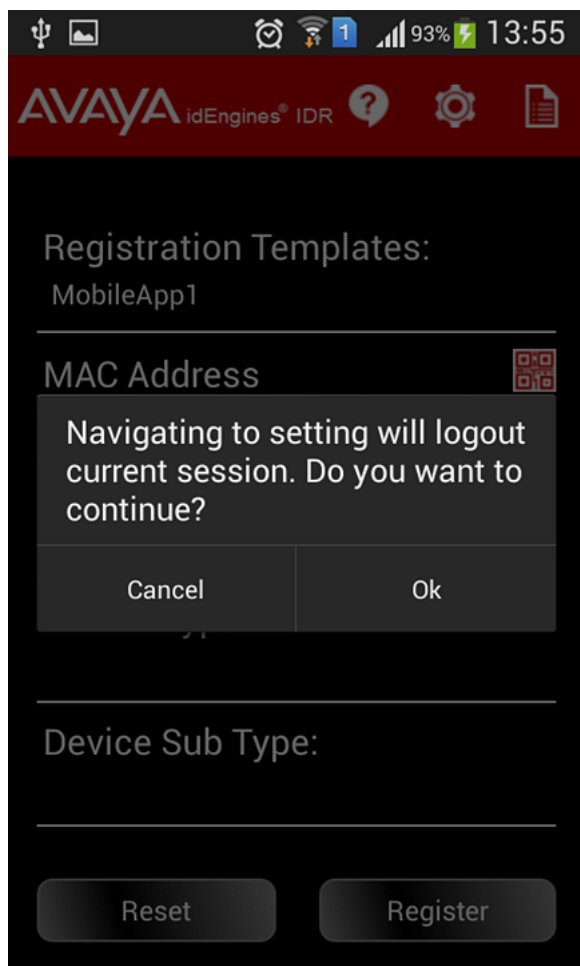 1 93% 13:55
AVAYA idEngines® IDR ?
Registration Templates:
MobileApp1
MAC Address
Navigating to setting will logout
current session. Do you want to
continue?
Cancel Ok
Device Sub Type:
Reset Register